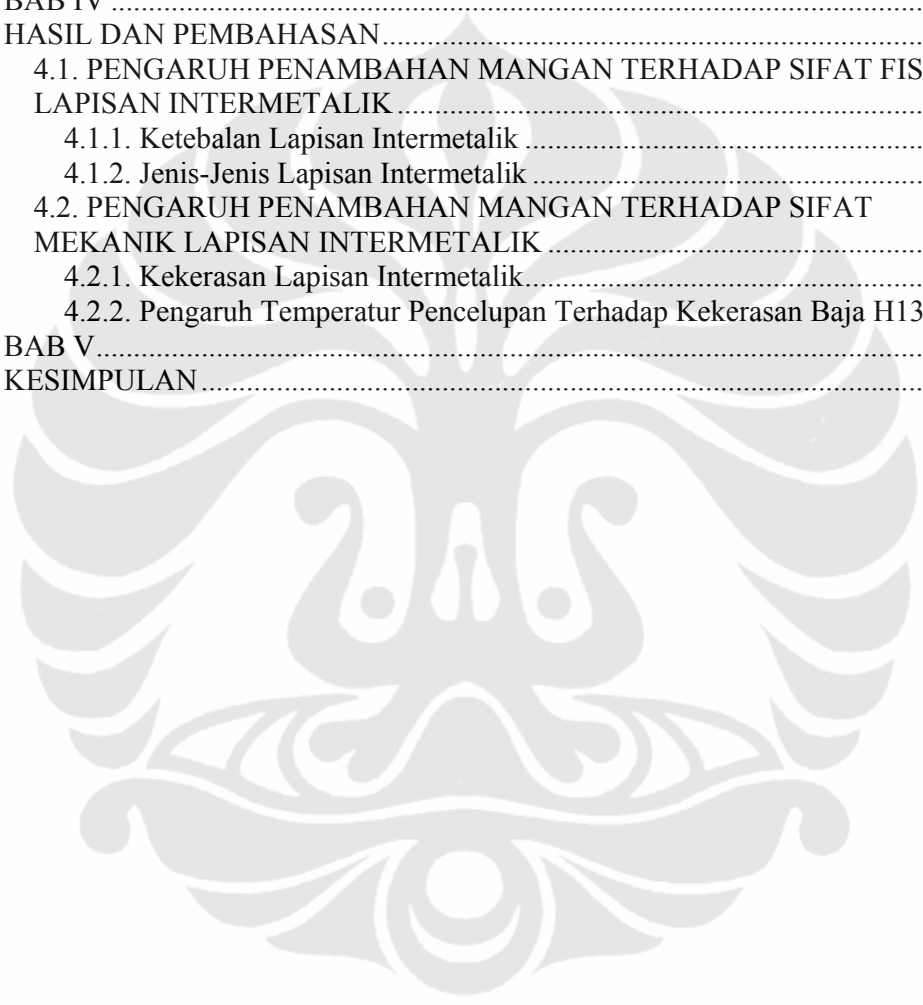 BAB IV ........................................................................................................
HASIL DAN PEMBAHASAN ......................................................................
4.1. PENGARUH PENAMBAHAN MANGAN TERHADAP SIFAT FIS
LAPISAN INTERMETALIK ....................................................................
4.1.1. Ketebalan Lapisan Intermetalik ....................................................
4.1.2. Jenis-Jenis Lapisan Intermetalik ...................................................
4.2. PENGARUH PENAMBAHAN MANGAN TERHADAP SIFAT
MEKANIK LAPISAN INTERMETALIK ................................................
4.2.1. Kekerasan Lapisan Intermetalik....................................................
4.2.2. Pengaruh Temperatur Pencelupan Terhadap Kekerasan Baja H13
BAB V..........................................................................................................
KESIMPULAN .............................................................................................